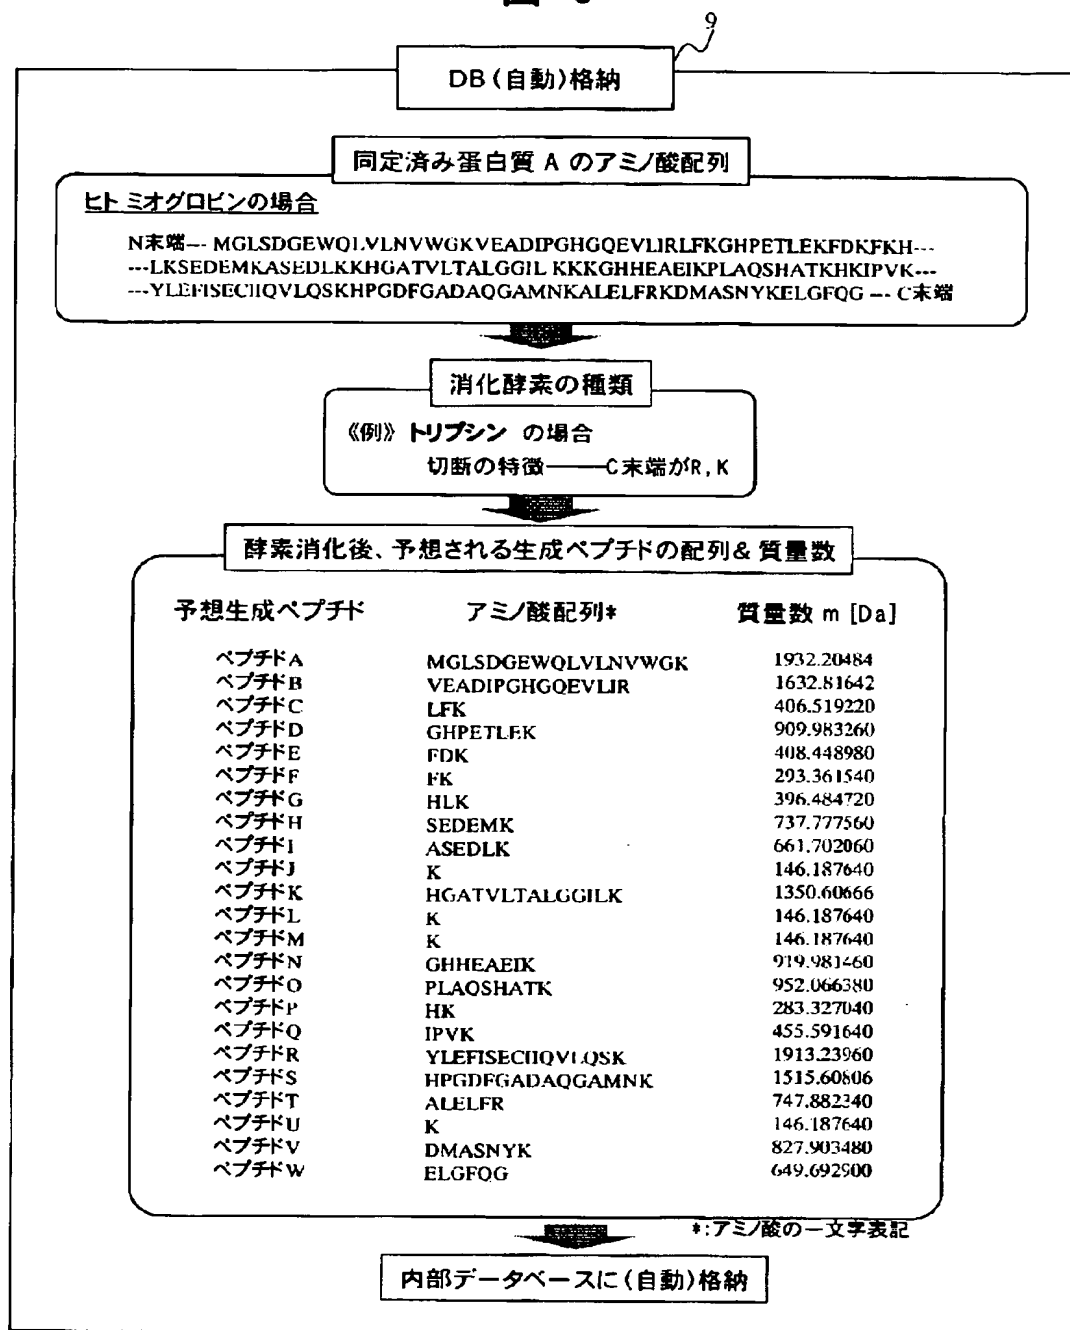 9
DB(自動)格納
同定済み蛋白質 A のアミノ酸配列
ヒト ミオグロビンの場合
N末端--- MGLSDGEWQLVLNVWGKVEADIPGHGQEVLIRLFKGHPETLEKFDKFKH---
---LKSEDEMKASEDLKKHGATVLTALGGIL KKKGHHEAEIKPLAQSHATKHKIPVK---
---YLEFISECIIQVLQSKHPGDFGADAQGAMNKALELFRKDMASNYKELGFQG --- C末端
消化酵素の種類
《例》 トリプシン の場合
切断の特徴――C末端がR,K
酵素消化後、予想される生成ペプチドの配列&質量数
予想生成ペプチド アミノ酸配列* 質量数 m [Da]
ペプチドA MGLSDGEWQLVLNVWGK 1932.20484
ペプチドB VEADIPGHGQEVLIR 1632.81642
ペプチドC LFK 406.519220
ペプチドD GHPETLEK 909.983260
ペプチドE FDK 408.448980
ペプチドF FK 293.361540
ペプチドG HLK 396.484720
ペプチドH SEDEMK 737.777560
ペプチドI ASEDLK 661.702060
ペプチドJ K 146.187640
ペプチドK HGATVLTALGGILK 1350.60666
ペプチドL K 146.187640
ペプチドM K 146.187640
ペプチドN GHHEAEIK 919.981460
ペプチドO PLAQSHATK 952.066380
ペプチドP HK 283.327040
ペプチドQ IPVK 455.591640
ペプチドR YLEFISECIIQVLQSK 1913.23960
ペプチドS HPGDFGADAQGAMNK 1515.60806
ペプチドT ALELFR 747.882340
ペプチドU K 146.187640
ペプチドV DMASNYK 827.903480
ペプチドW ELGFQG 649.692900
*:アミノ酸の一文字表記
内部データベースに(自動)格納